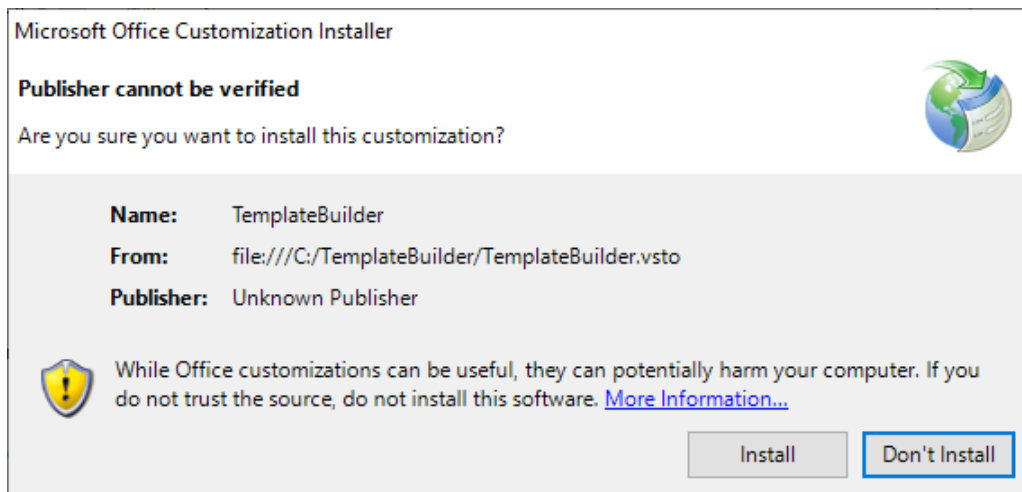 Microsoft Office Customization Installer
Publisher cannot be verified
Are you sure you want to install this customization?
Name: TemplateBuilder
From: file:///C:/TemplateBuilder/TemplateBuilder.vsto
Publisher: Unknown Publisher
While Office customizations can be useful, they can potentially harm your computer. If you
do not trust the source, do not install this software. More Information...
Install Don't Install